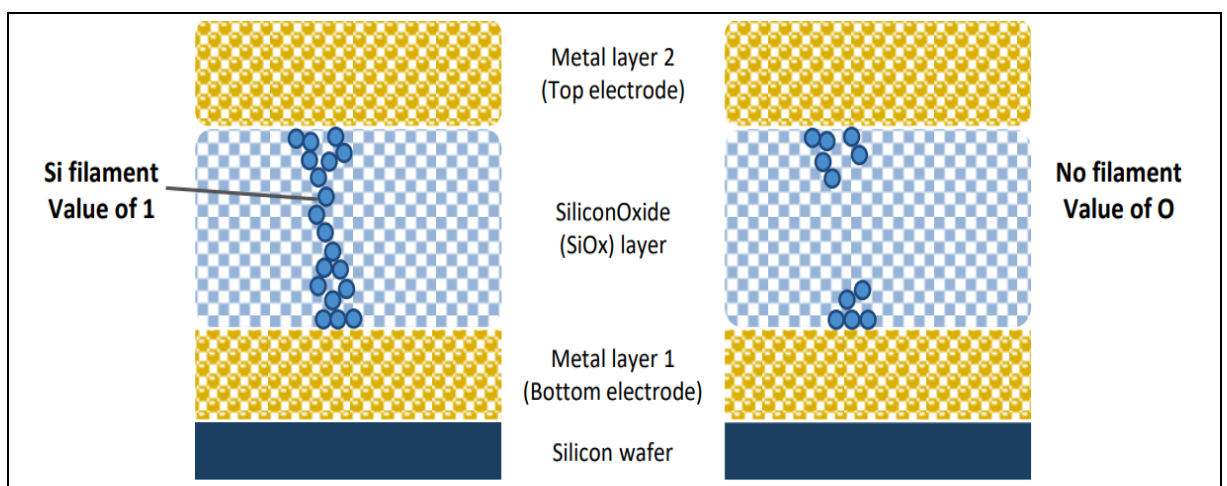 Metal layer 2
(Top electrode)
Si filament
Value of 1
SiliconOxide
(SiOx) layer
No filament
Value of O
Metal layer 1
(Bottom electrode)
Silicon wafer